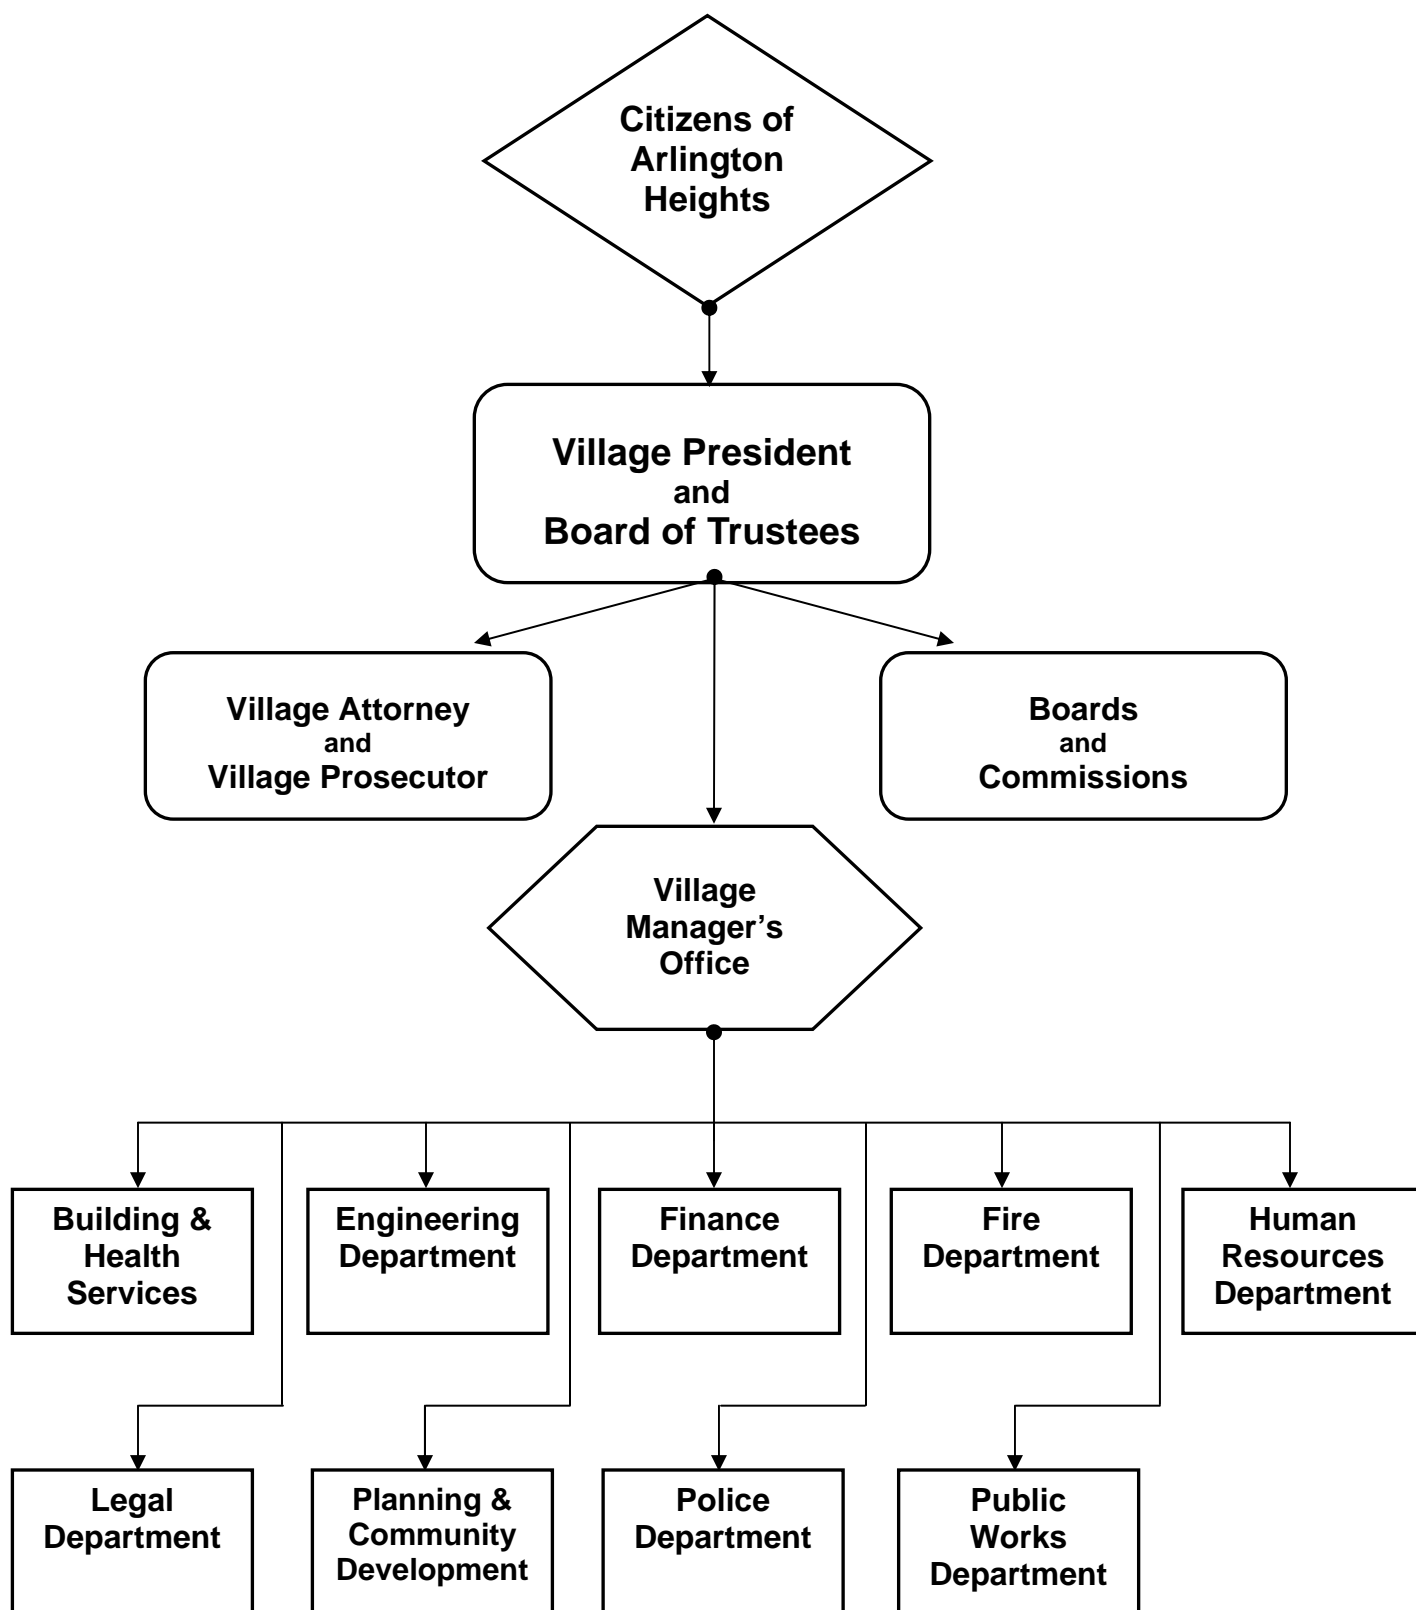 Citizens of
Arlington
Heights
Village President
and
Board of Trustees
Village Attorney
and
Village Prosecutor
Boards
and
Commissions
Village
Manager’s
Office
Building &
Health
Services
Engineering
Department
Finance
Department
Fire
Department
Human
Resources
Department
Legal
Department
Planning &
Community
Development
Police
Department
Public
Works
Department